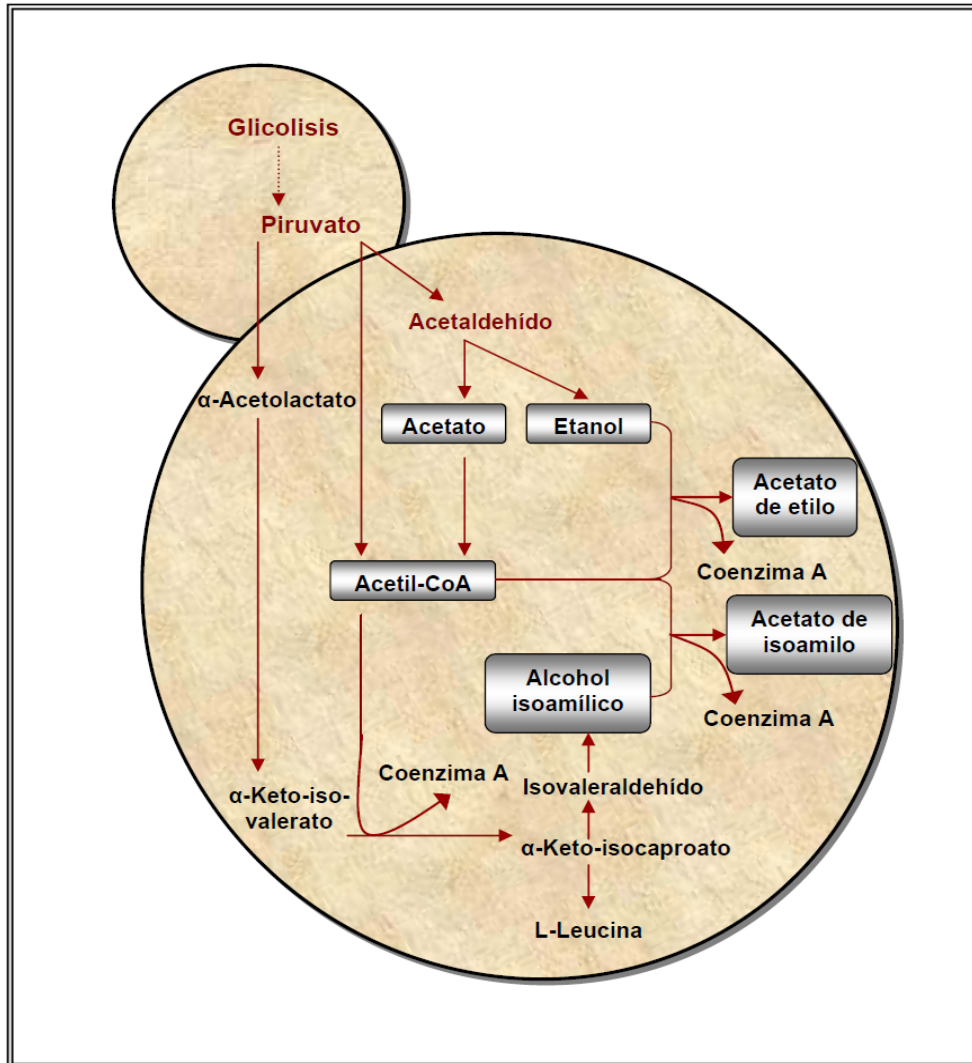 Glicolisis
Piruvato
Acetaldehído
α-Acetolactato
Acetato
Etanol
Acetato
de etilo
Coenzima A
Acetil-CoA
Acetato de
isoamilo
Alcohol
isoamílico
Coenzima A
Coenzima A
Isovaleraldehído
α-Keto-iso-
valerato
α-Keto-isocaproato
L-Leucina